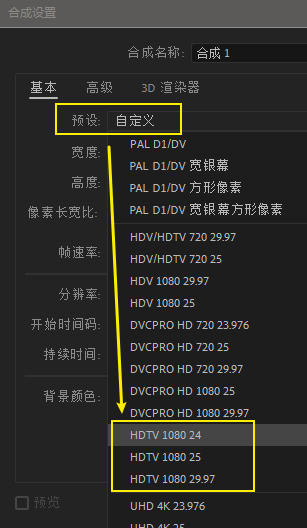 合成设置
合成名称: 合成 1
基本 高级 3D 渲染器
预设: 自定义
宽度:
高度:
像素长宽比:
帧速率:
分辨率:
开始时间码:
持续时间:
背景颜色:
预览
PAL D1/DV
PAL D1/DV 宽银幕
PAL D1/DV 方形像素
PAL D1/DV 宽银幕方形像素
HDV/HDTV 720 29.97
HDV/HDTV 720 25
HDV 1080 29.97
HDV 1080 25
DVCPRO HD 720 23.976
DVCPRO HD 720 25
DVCPRO HD 720 29.97
DVCPRO HD 1080 25
DVCPRO HD 1080 29.97
HDTV 1080 24
HDTV 1080 25
HDTV 1080 29.97
UHD 4K 23.976
UHD 4K 25